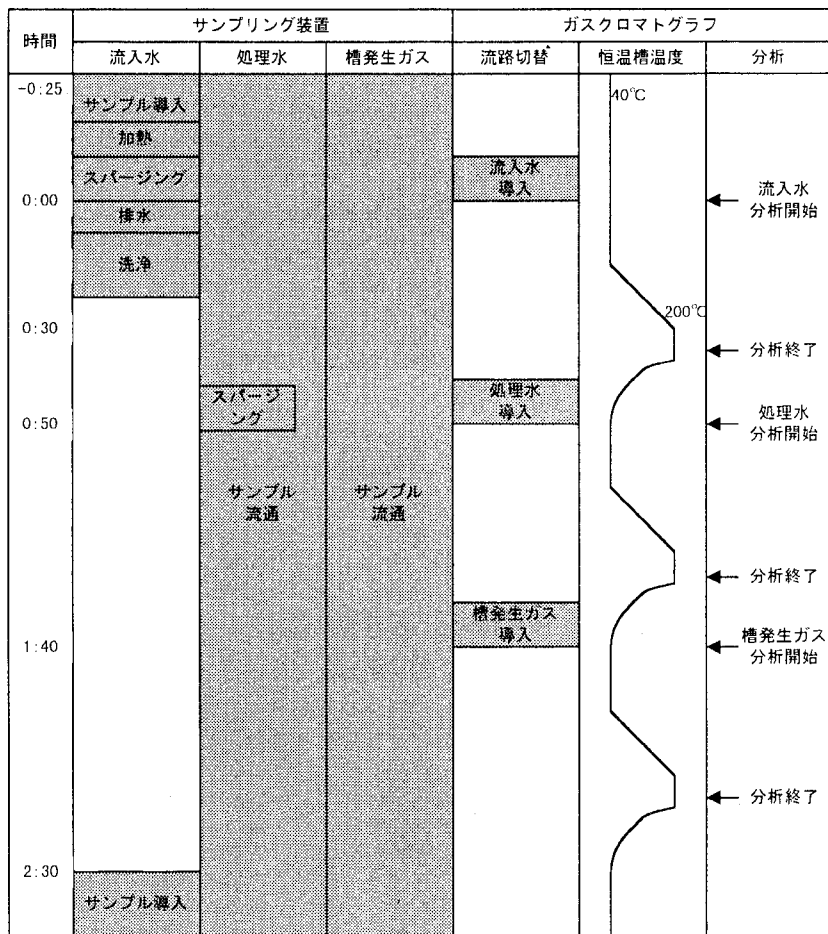 時間
サンプリング装置
ガスクロマトグラフ
流入水
処理水
槽発生ガス
流路切替
恒温槽温度
分析
-0:25
サンプル導入
40℃
加熱
スパージング
流入水
導入
0:00
流入水
分析開始
排水
洗浄
0:30
200℃
分析終了
スパージ
ング
処理水
導入
0:50
処理水
分析開始
サンプル
流通
サンプル
流通
分析終了
槽発生ガス
導入
1:40
槽発生ガス
分析開始
分析終了
2:30
サンプル導入